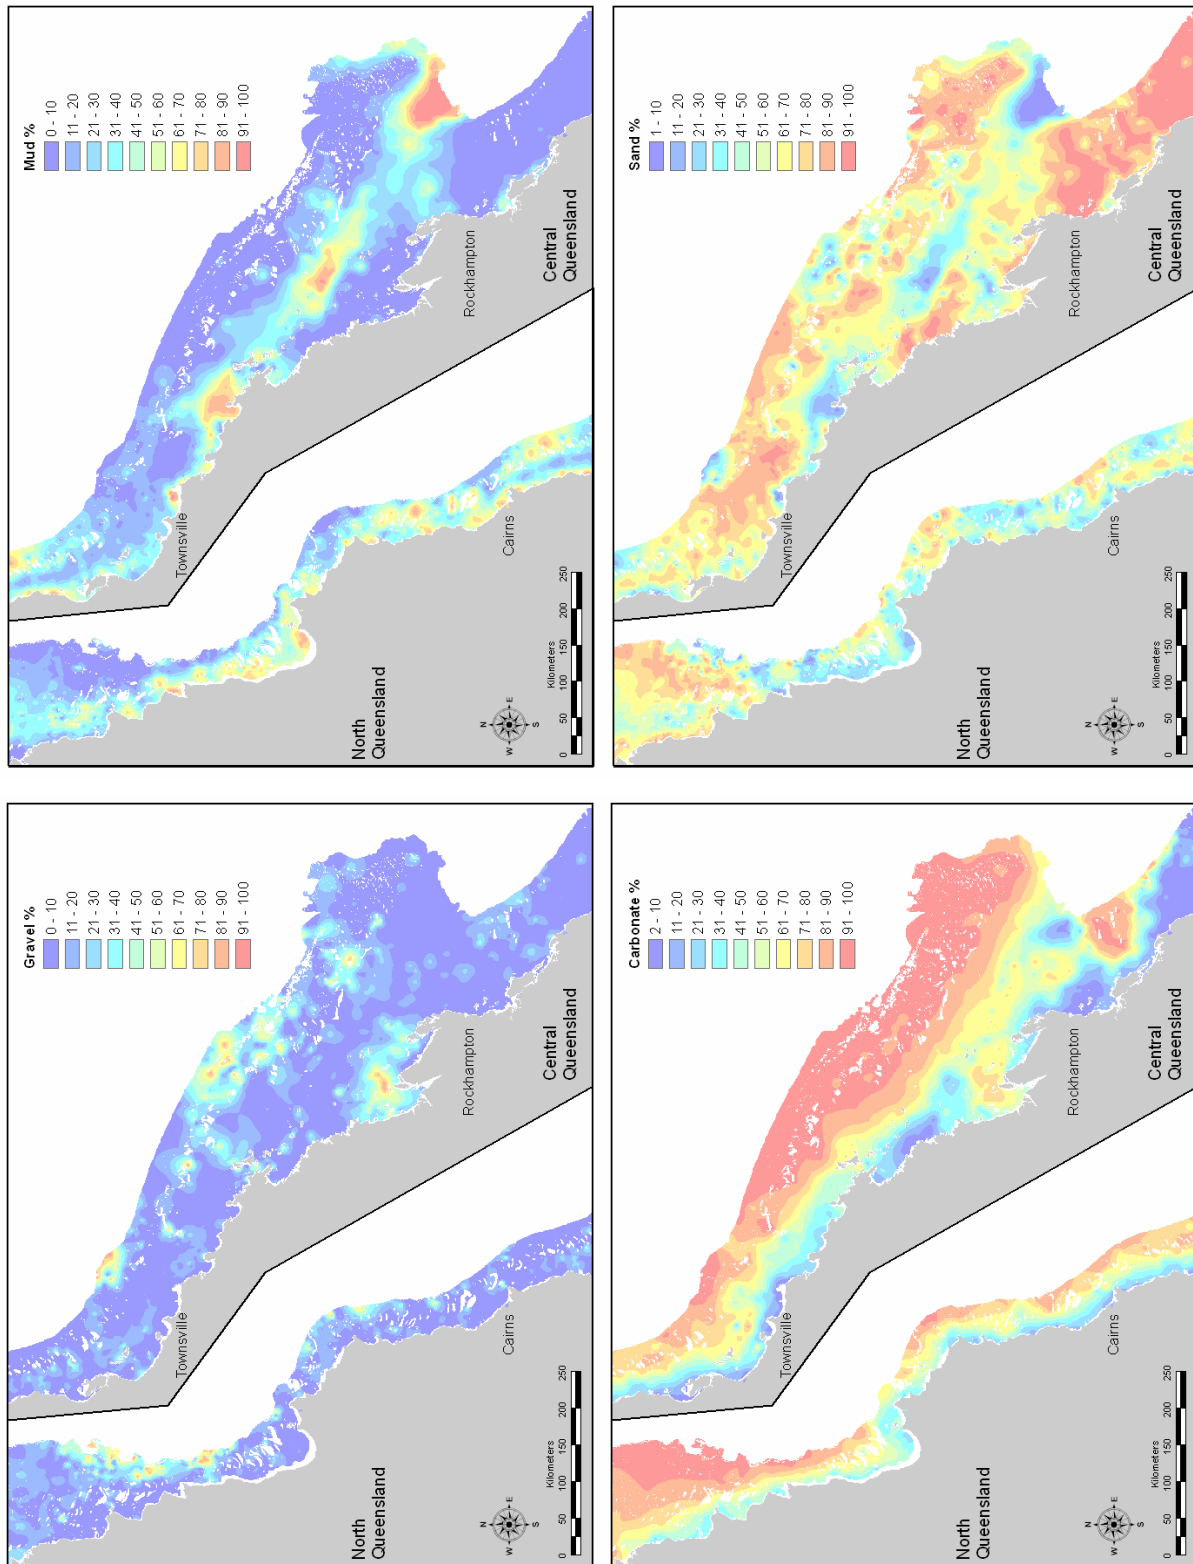 Mud %
0 - 10
11 - 20
21 - 30
31 - 40
41 - 50
51 - 60
61 - 70
71 - 80
81 - 90
91 - 100
Rockhampton
Central
Queensland
Townsville
Cairns
North
Queensland
N
W
E
S
Kilometers
0
50
100
150
200
250
Sand %
1 - 10
11 - 20
21 - 30
31 - 40
41 - 50
51 - 60
61 - 70
71 - 80
81 - 90
91 - 100
Rockhampton
Central
Queensland
Townsville
Cairns
North
Queensland
N
W
E
S
Kilometers
0
50
100
150
200
250
Gravel %
0 - 10
11 - 20
21 - 30
31 - 40
41 - 50
51 - 60
61 - 70
71 - 80
81 - 90
91 - 100
Rockhampton
Central
Queensland
Townsville
Cairns
North
Queensland
N
W
E
S
Kilometers
0
50
100
150
200
250
Carbonate %
2 - 10
11 - 20
21 - 30
31 - 40
41 - 50
51 - 60
61 - 70
71 - 80
81 - 90
91 - 100
Rockhampton
Central
Queensland
Townsville
Cairns
North
Queensland
N
W
E
S
Kilometers
0
50
100
150
200
250